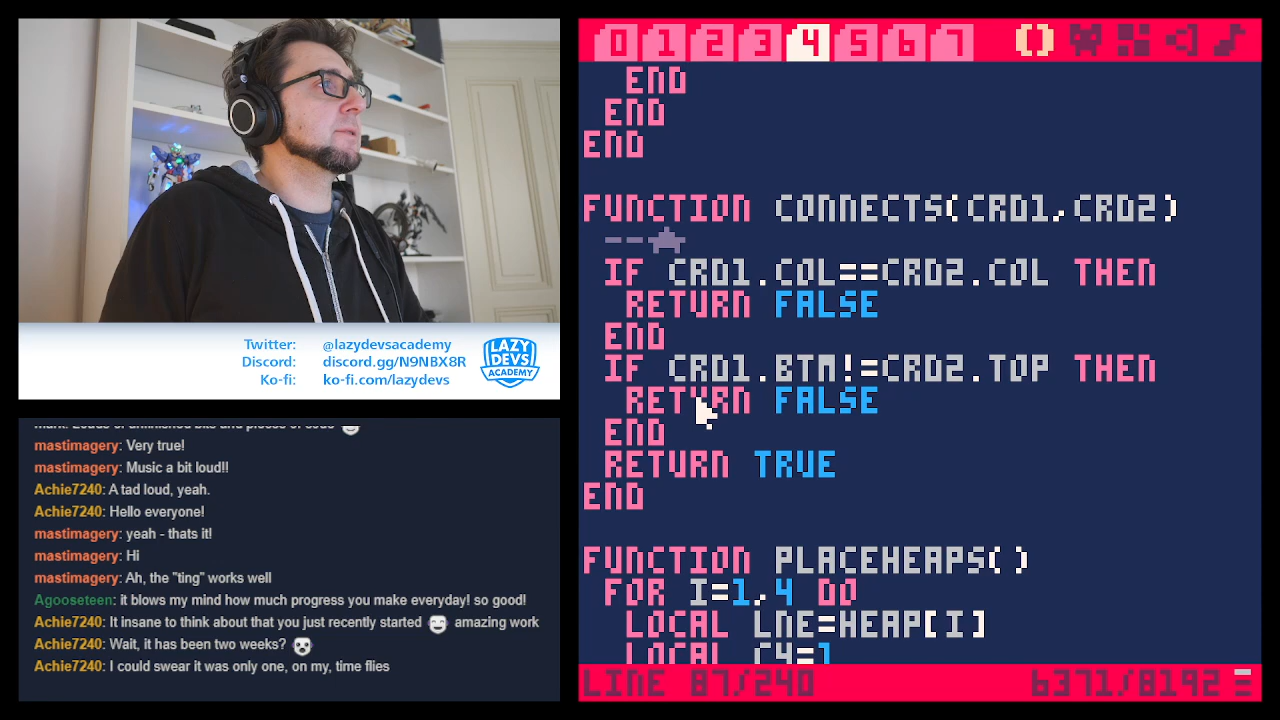 Twitter: @lazydevsacademy
Discord: discord.gg/N9NBX8R
Ko-fi: ko-fi.com/lazydevs
LAZY
DEVS
ACADEMY
mastimagery: Very true!
mastimagery: Music a bit loud!!
Achie7240: A tad loud, yeah.
Achie7240: Hello everyone!
mastimagery: yeah - thats it!
mastimagery: Hi
mastimagery: Ah, the "ting" works well
Agooseteen: it blows my mind how much progress you make everyday! so good!
Achie7240: It insane to think about that you just recently started amazing work
Achie7240: Wait, it has been two weeks?
Achie7240: I could swear it was only one, on my, time flies
0 1 2 3 4 5 6 7
END
END
END
FUNCTION CONNECTS(CRD1,CRD2)
--
IF CRD1.COL==CRD2.COL THEN
RETURN FALSE
END
IF CRD1.BTM!=CRD2.TOP THEN
RETURN FALSE
END
RETURN TRUE
END
FUNCTION PLACEHEAPS()
FOR I=1,4 DO
LOCAL LNE=HEAP[I]
LOCAL CY=1
LINE 87/240
6371/8192